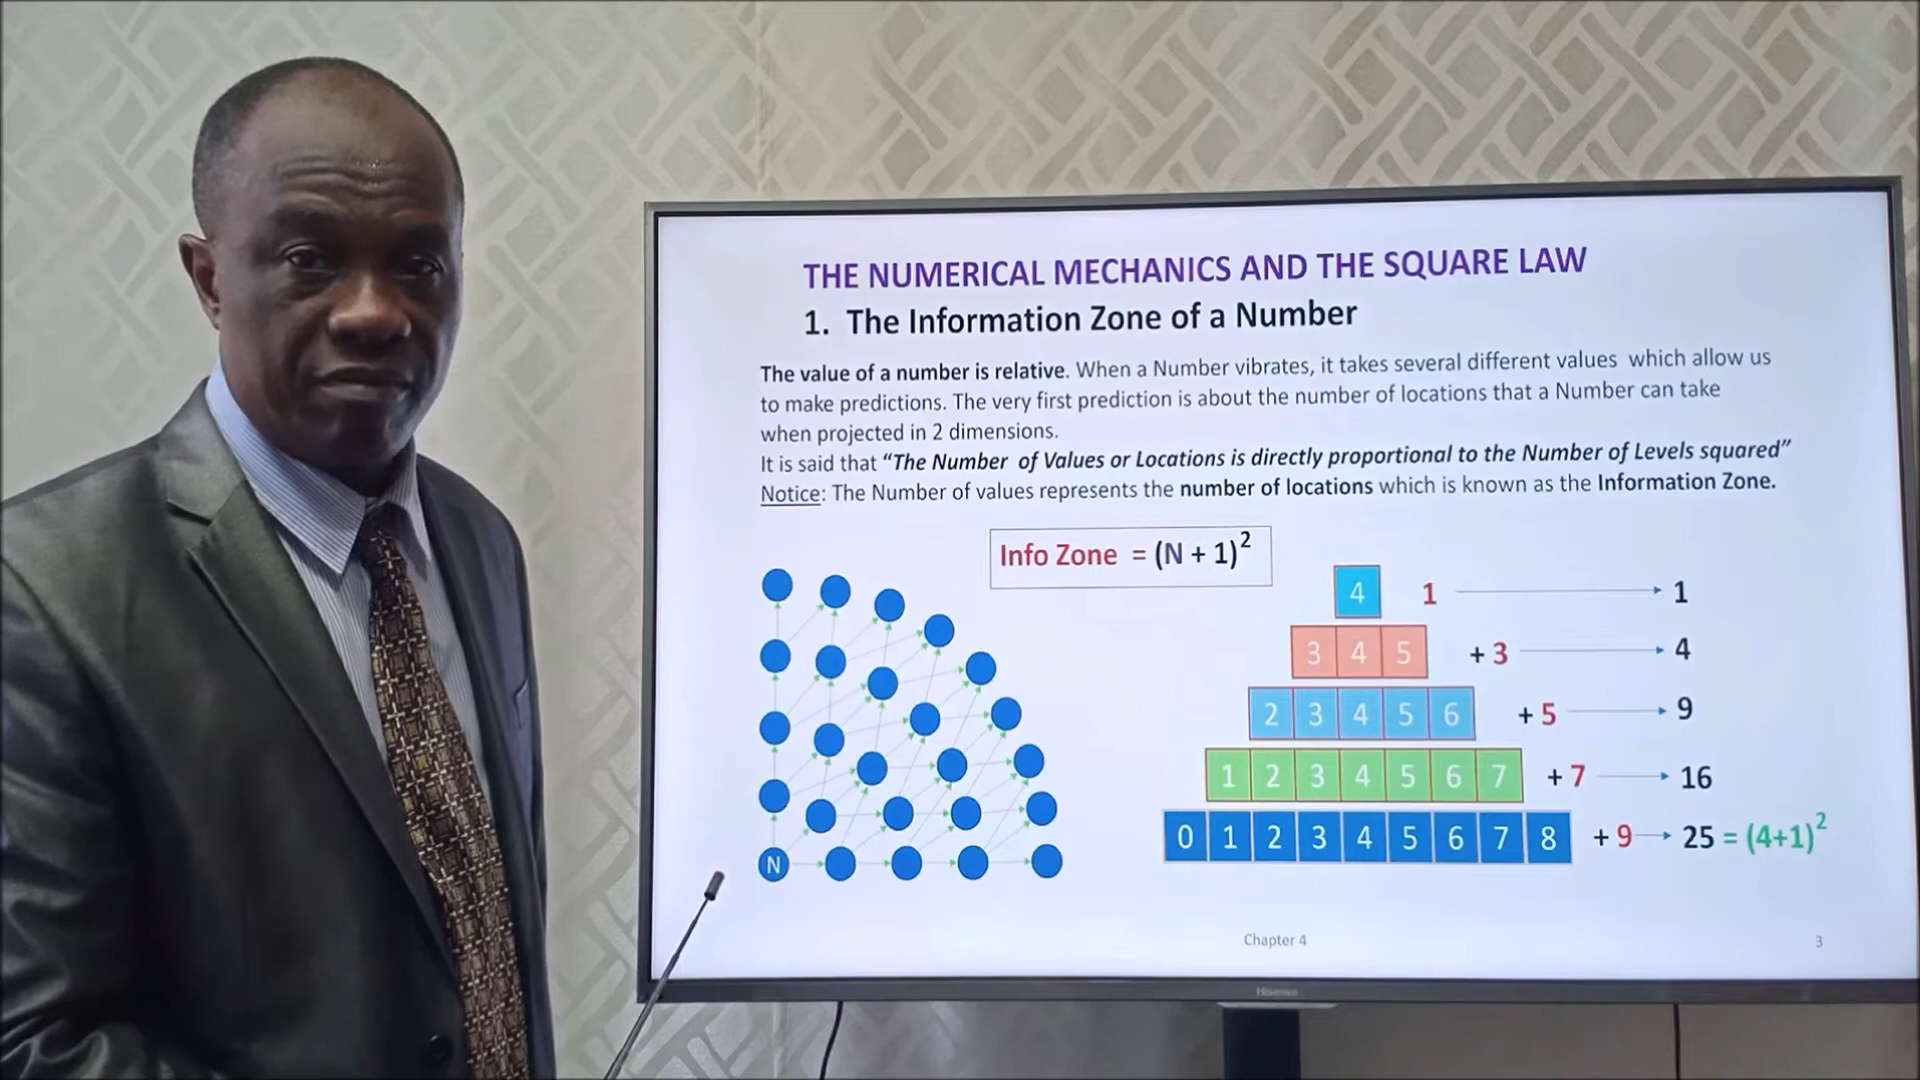 THE NUMERICAL MECHANICS AND THE SQUARE LAW
1. The Information Zone of a Number
The value of a number is relative. When a Number vibrates, it takes several different values which allow us
to make predictions. The very first prediction is about the number of locations that a Number can take
when projected in 2 dimensions.
It is said that “The Number of Values or Locations is directly proportional to the Number of Levels squared”
Notice: The Number of values represents the number of locations which is known as the Information Zone.
Info Zone = (N + 1)²
4 1 1
3 4 5 + 3 4
2 3 4 5 6 + 5 9
1 2 3 4 5 6 7 + 7 16
0 1 2 3 4 5 6 7 8 + 9 25 = (4+1)²
N
Chapter 4
3
Hisense